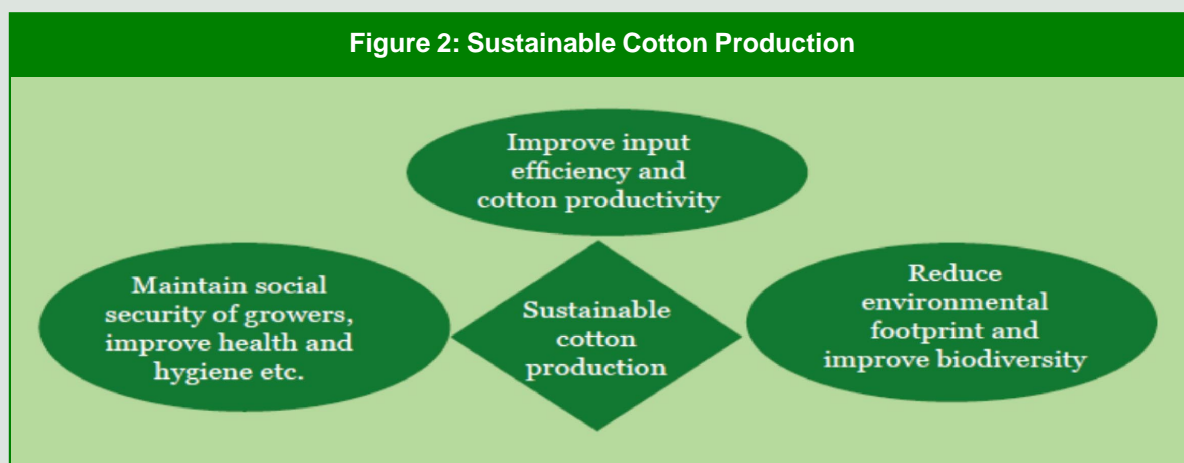 Figure 2: Sustainable Cotton Production
Improve input
efficiency and
cotton productivity
Maintain social
security of growers,
improve health and
hygiene etc.
Sustainable
cotton
production
Reduce
environmental
footprint and
improve biodiversity